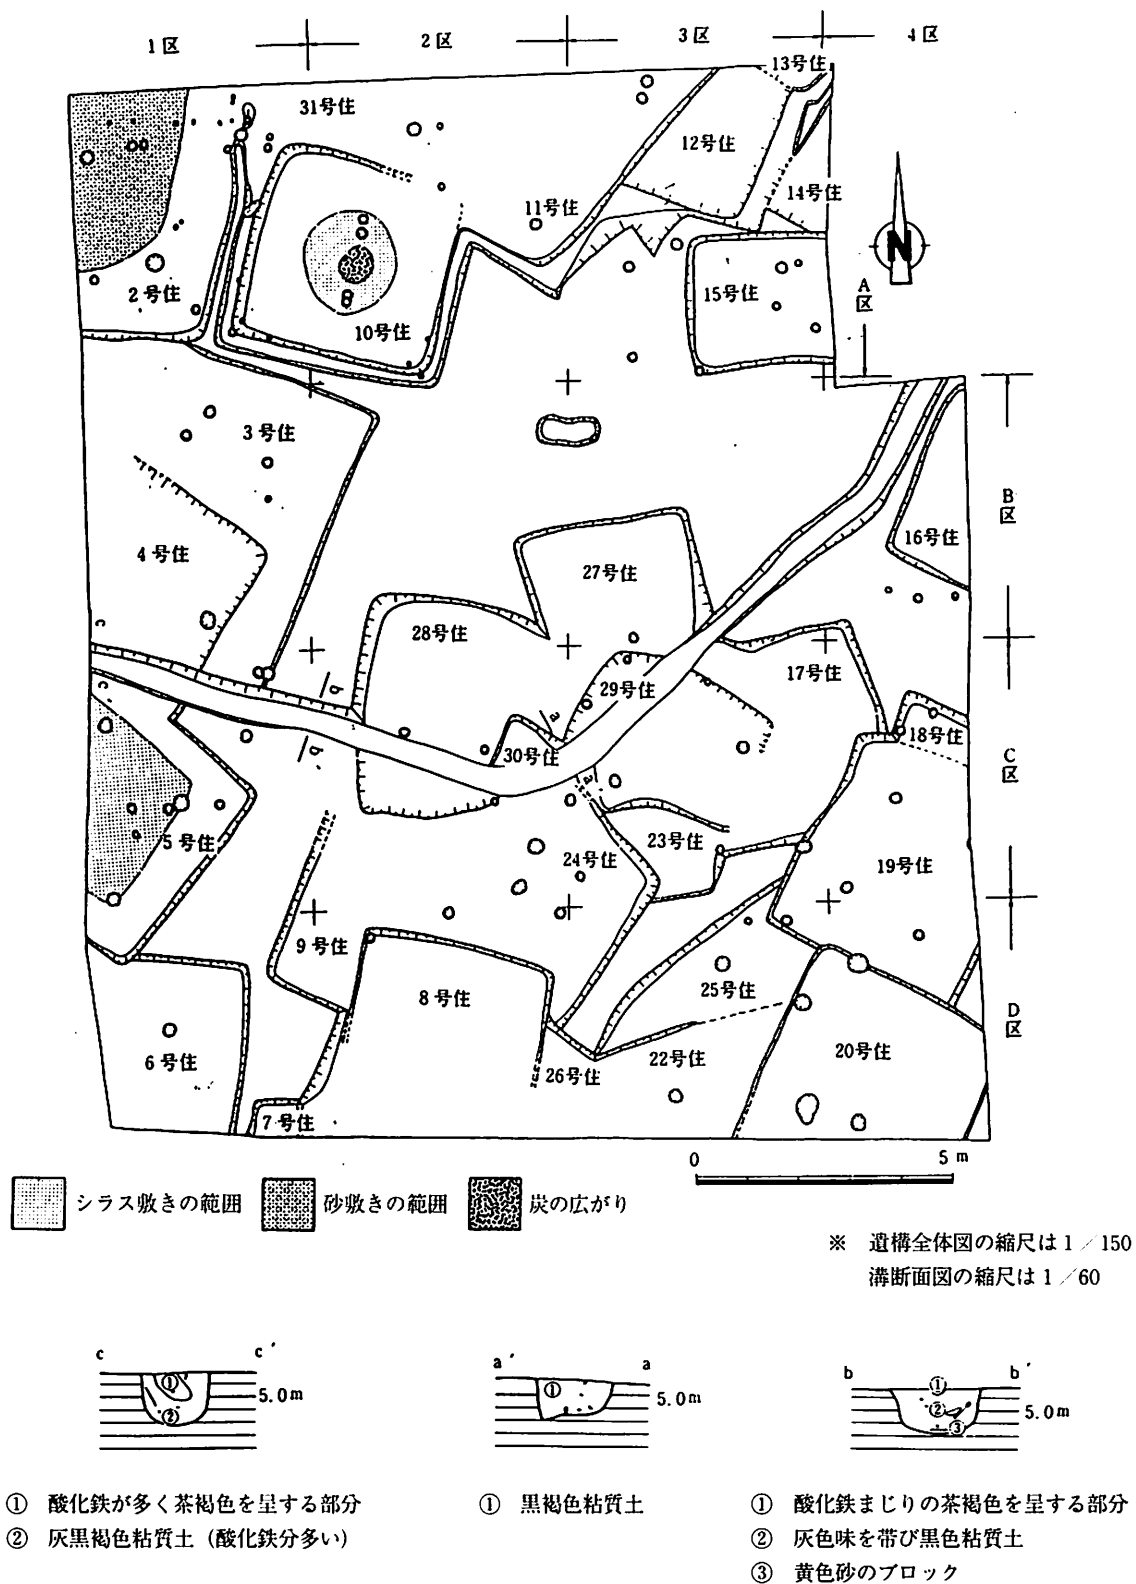 1区 2区 3区 4区
13号住
31号住
12号住
14号住
11号住
N
2号住
15号住
A区
10号住
3号住
B区
4号住
16号住
27号住
28号住
c
17号住
29号住
b
c'
a
18号住
30号住
b'
C区
a'
5号住
23号住
24号住
19号住
9号住
25号住
8号住
D区
6号住
22号住
20号住
26号住
7号住
0 5m
シラス敷きの範囲 砂敷きの範囲 炭の広がり
※ 遺構全体図の縮尺は1/150
溝断面図の縮尺は1/60
c c'
① ②
5.0m
a' a
①
5.0m
b b'
① ② ③
5.0m
① 酸化鉄が多く茶褐色を呈する部分
② 灰黒褐色粘質土(酸化鉄分多い)
① 黒褐色粘質土
① 酸化鉄まじりの茶褐色を呈する部分
② 灰色味を帯び黒色粘質土
③ 黄色砂のブロック